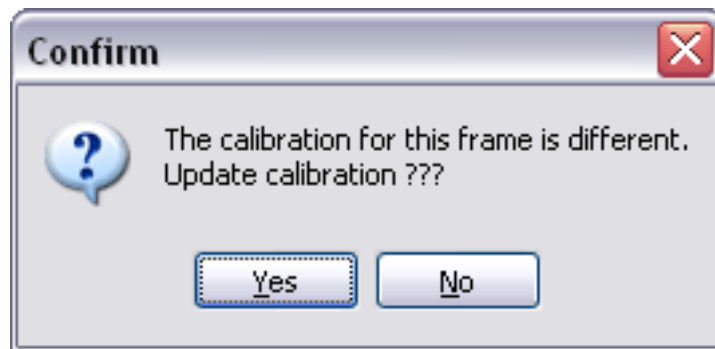 Confirm
The calibration for this frame is different.
Update calibration ???
Yes No